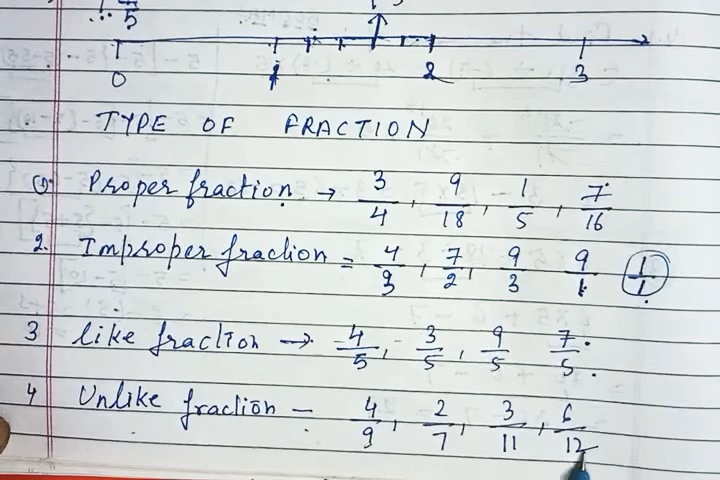 0 1 2 3
TYPE OF FRACTION
① Proper fraction → 3/4, 9/18, 1/5, 7/16
2. Improper fraction = 4/3, 7/2, 9/3 9/1 1/1
3 like fraction → 4/5, 3/5, 9/5 7/5
4 Unlike fraction – 4/9, 2/7, 3/11, 6/12